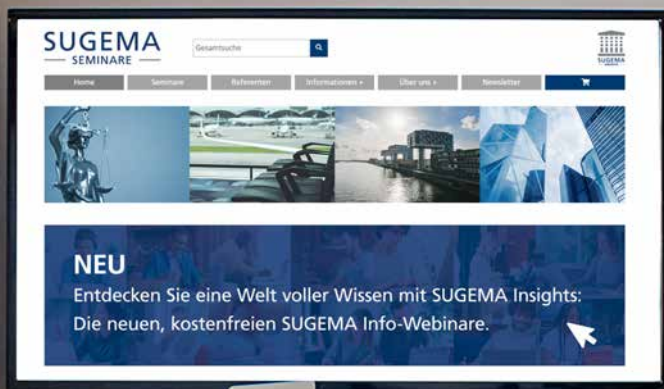 SUGEMA
SEMINARE
Gesamtsuche
SUGEMA
Home
Seminare
Referenten
Informationen
Über uns
Newsletter
NEU
Entdecken Sie eine Welt voller Wissen mit SUGEMA Insights:
Die neuen, kostenfreien SUGEMA Info-Webinare.